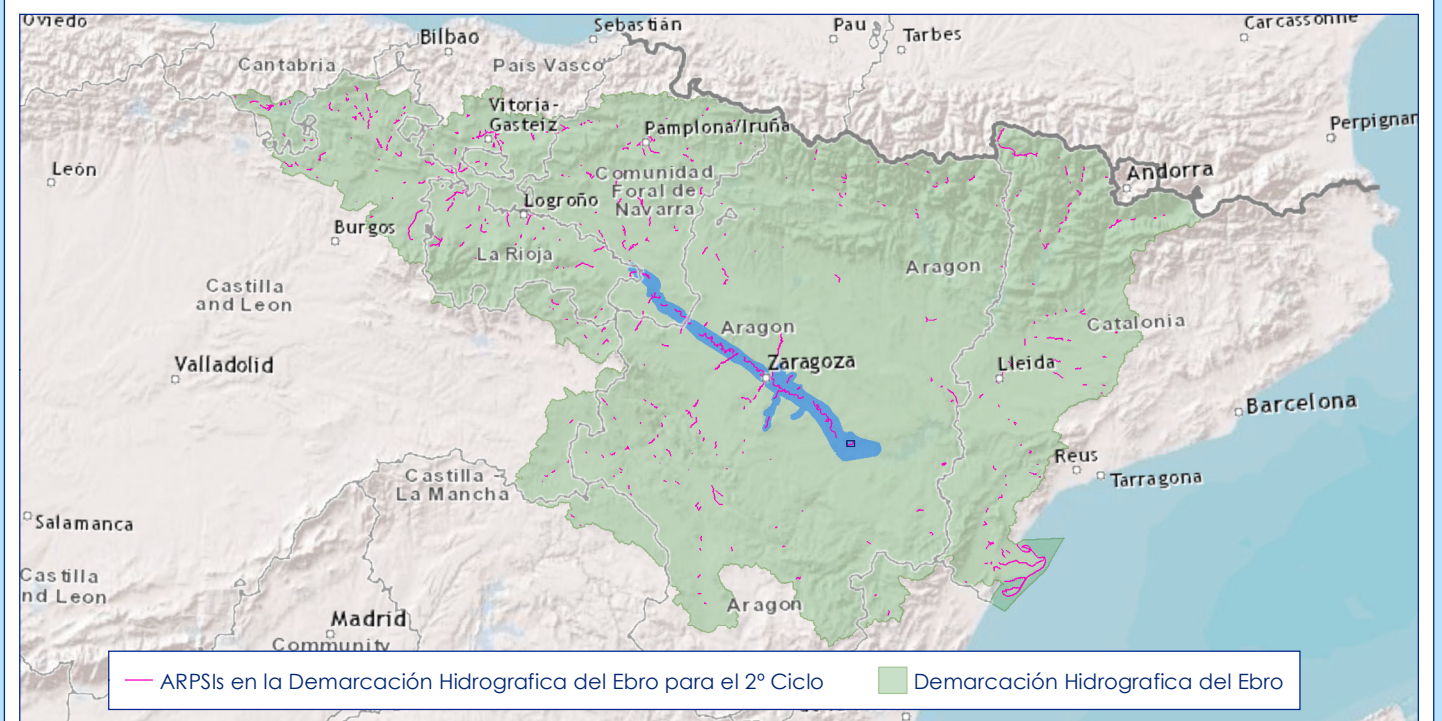 Oviedo
Sebastián
Pau
Carcassonne
Bilbao
Tarbes
Cantabria
País Vasco
Vitoria-
Gasteiz
Pamplona/Iruña
Perpignan
León
Andorra
Comunidad
Foral de
Navarra
Logroño
Burgos
La Rioja
Aragon
Castilla
and Leon
Aragon
Catalonia
Valladolid
Zaragoza
Lleida
Barcelona
Reus
Castilla
La Mancha
Tarragona
Salamanca
Castilla
nd Leon
Aragon
Madrid
Community
ARPSIs en la Demarcación Hidrografica del Ebro para el 2º Ciclo
Demarcación Hidrografica del Ebro